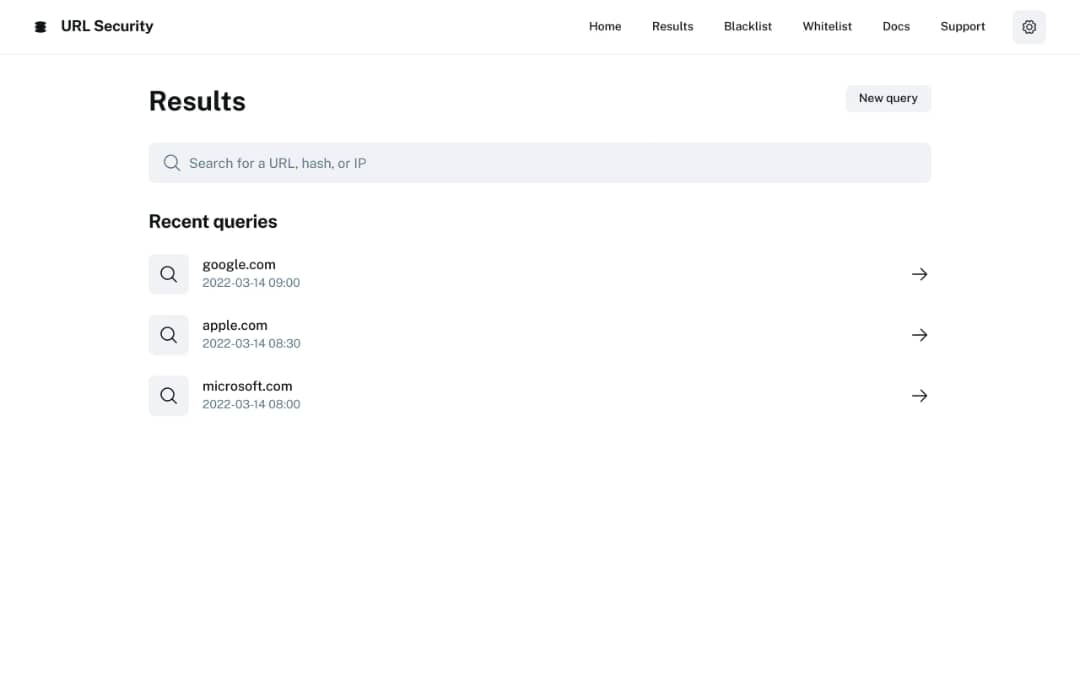 URL Security
Home Results Blacklist Whitelist Docs Support
Results
New query
Search for a URL, hash, or IP
Recent queries
google.com
2022-03-14 09:00
apple.com
2022-03-14 08:30
microsoft.com
2022-03-14 08:00